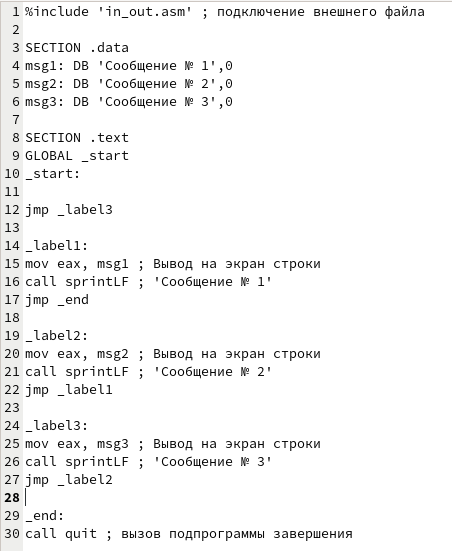 1 %include 'in_out.asm' ; подключение внешнего файла
2
3 SECTION .data
4 msg1: DB 'Сообщение № 1',0
5 msg2: DB 'Сообщение № 2',0
6 msg3: DB 'Сообщение № 3',0
7
8 SECTION .text
9 GLOBAL _start
10 _start:
11
12 jmp _label3
13
14 _label1:
15 mov eax, msg1 ; Вывод на экран строки
16 call sprintLF ; 'Сообщение № 1'
17 jmp _end
18
19 _label2:
20 mov eax, msg2 ; Вывод на экран строки
21 call sprintLF ; 'Сообщение № 2'
22 jmp _label1
23
24 _label3:
25 mov eax, msg3 ; Вывод на экран строки
26 call sprintLF ; 'Сообщение № 3'
27 jmp _label2
28
29 _end:
30 call quit ; вызов подпрограммы завершения